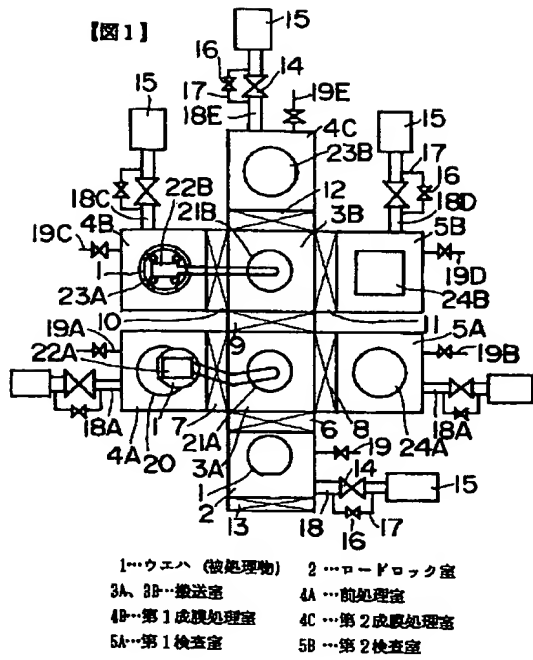 【図1】
15
16
14
17
19E
18E
4C
15
15
23B
17
16
18C
22B
12
18D
4B
21B
3B
5B
19C
1
19D
23A
24B
10
11
19A
9
5A
22A
19B
18A
1
7
21A
8
18A
20
3A
6
24A
4A
19
1
14
2
15
13
18
16
17
1…ウエハ (被処理物)
2…ロードロック室
3A、3B…搬送室
4A…前処理室
4B…第1成膜処理室
4C…第2成膜処理室
5A…第1検査室
5B…第2検査室